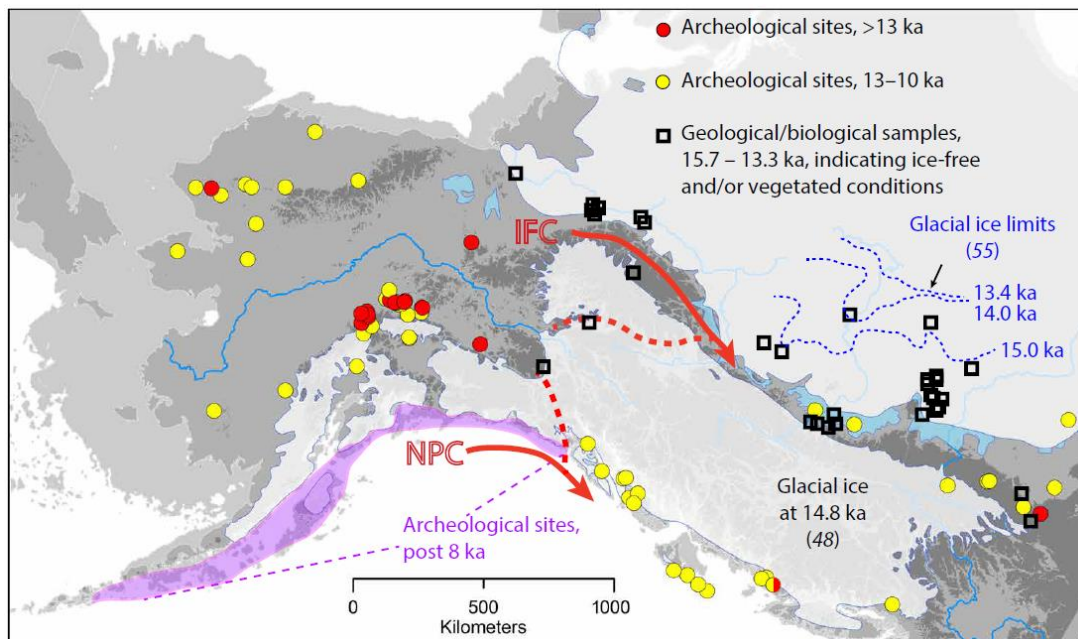 Archeological sites, >13 ka
Archeological sites, 13–10 ka
Geological/biological samples,
15.7 – 13.3 ka, indicating ice-free
and/or vegetated conditions
IFC
Glacial ice limits
(55)
13.4 ka
14.0 ka
15.0 ka
NPC
Glacial ice
at 14.8 ka
(48)
Archeological sites,
post 8 ka
0 500 1000
Kilometers